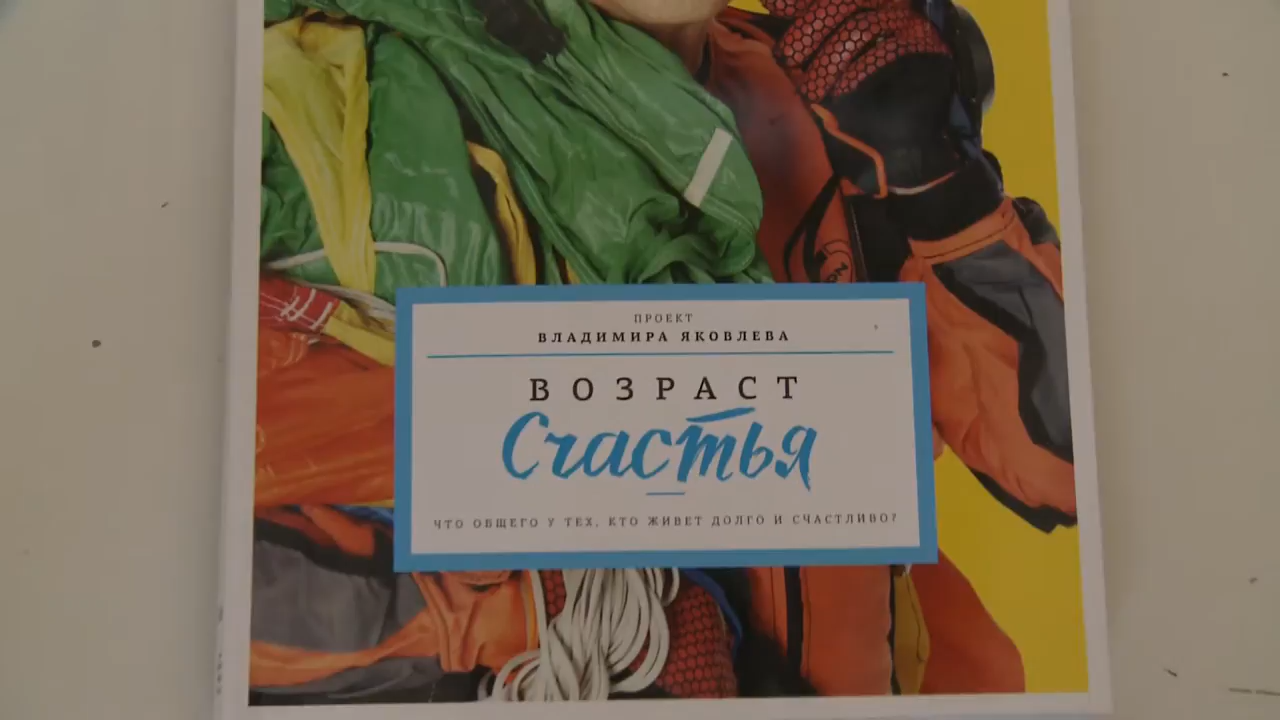 ПРОЕКТ
ВЛАДИМИРА ЯКОВЛЕВА
ВОЗРАСТ
Счастья
ЧТО ОБЩЕГО У ТЕХ, КТО ЖИВЕТ ДОЛГО И СЧАСТЛИВО?